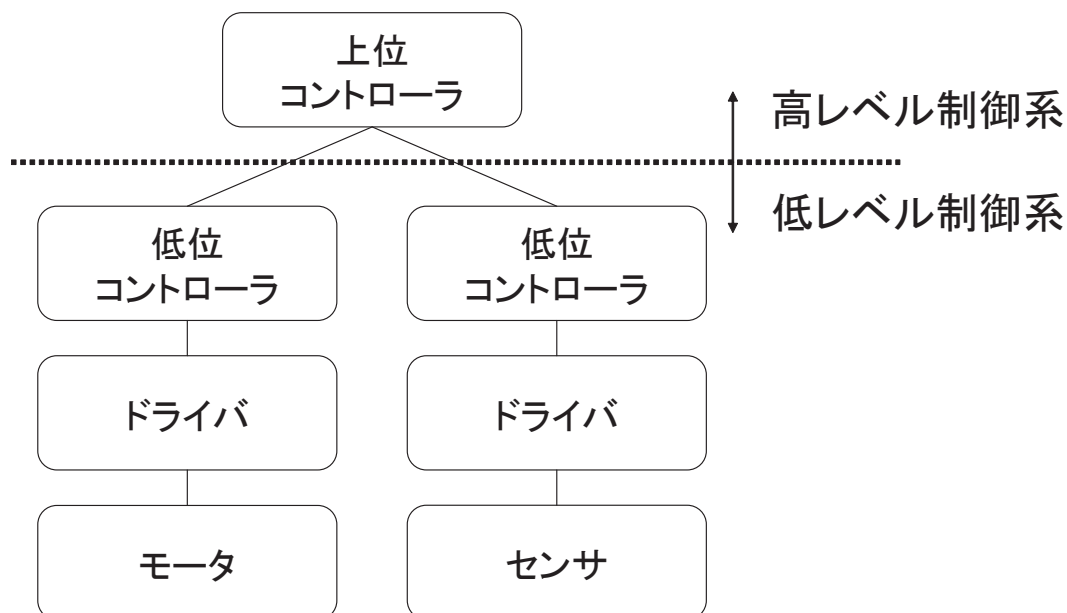 上位
コントローラ
高レベル制御系
低レベル制御系
低位
コントローラ
低位
コントローラ
ドライバ
ドライバ
モータ
センサ